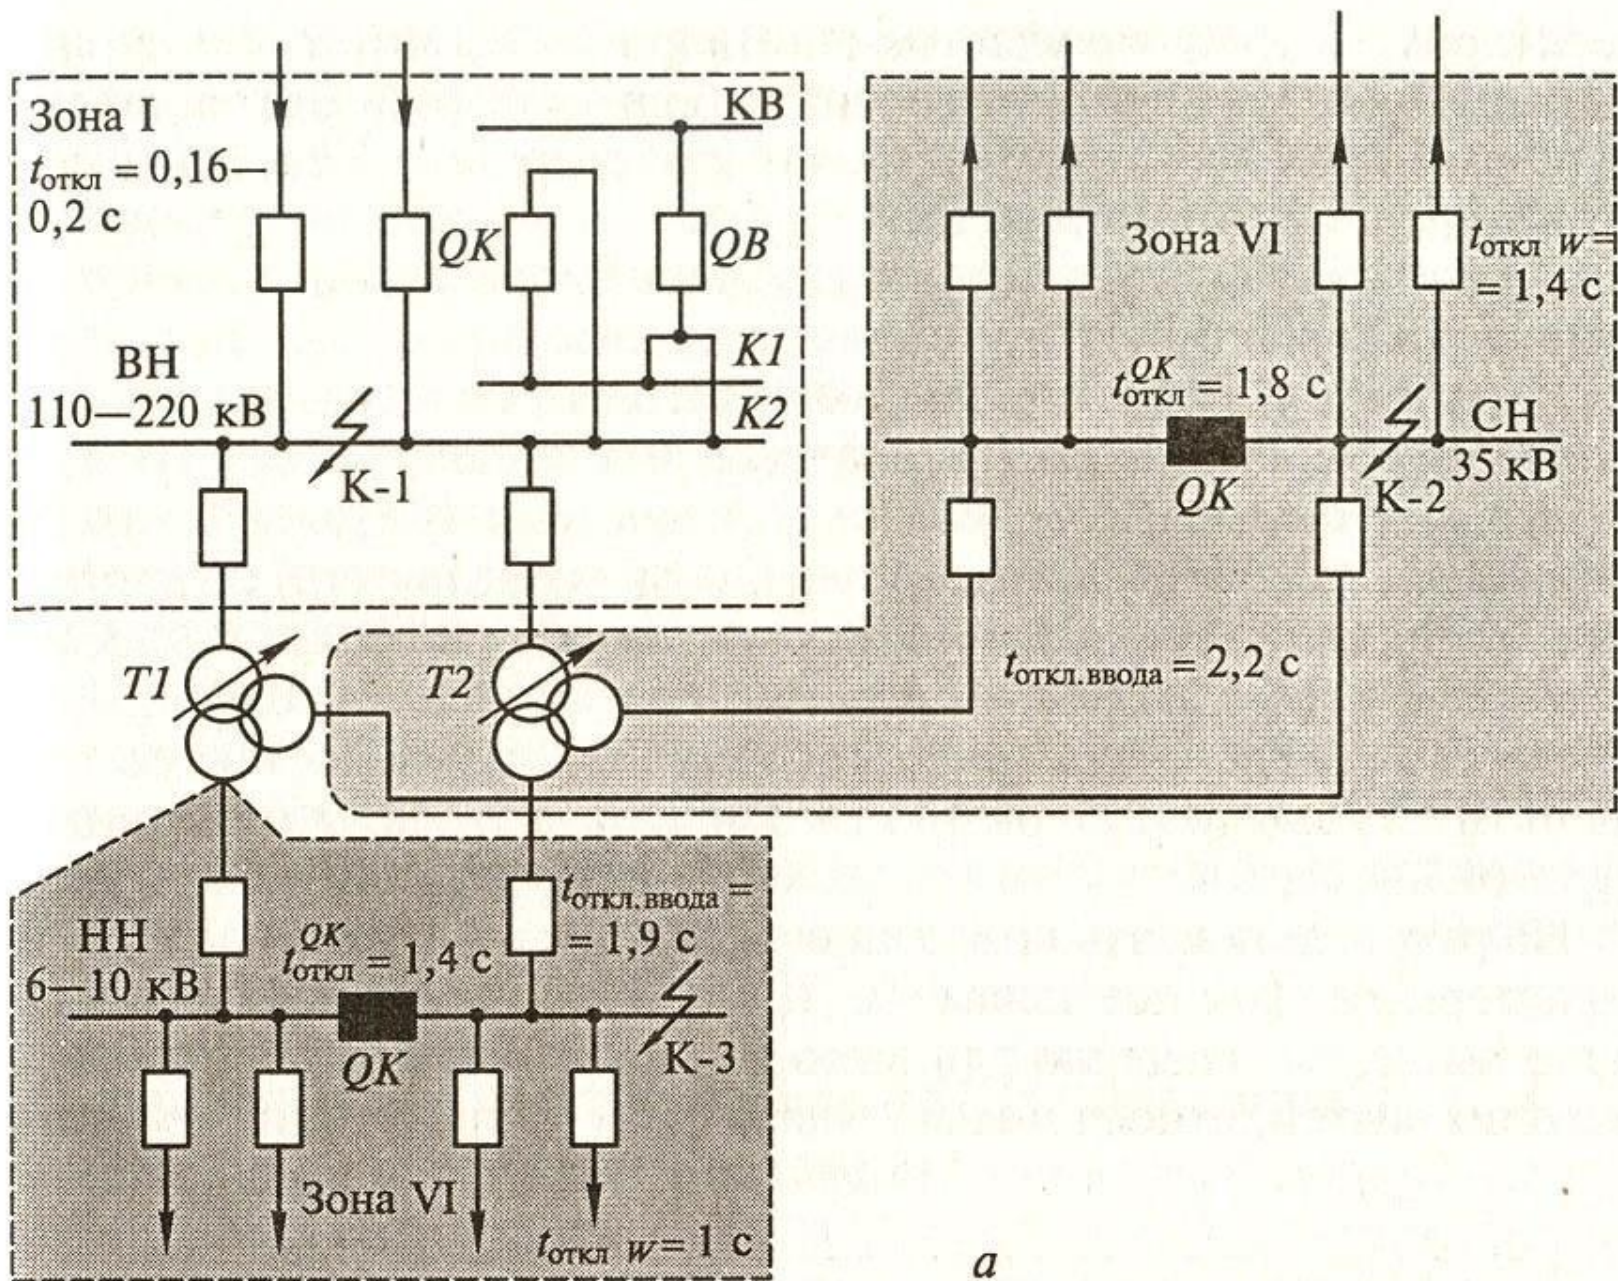 Зона I
tоткл = 0,16—
0,2 с
КВ
QK
QB
ВН
110—220 кВ
K1
K2
К-1
Зона VI
tоткл W =
= 1,4 с
tоткл QK = 1,8 с
QK
СН
35 кВ
К-2
T1
T2
tоткл.ввода = 2,2 с
НН
6—10 кВ
tоткл QK = 1,4 с
tоткл.ввода =
= 1,9 с
QK
К-3
Зона VI
tоткл W = 1 с
а